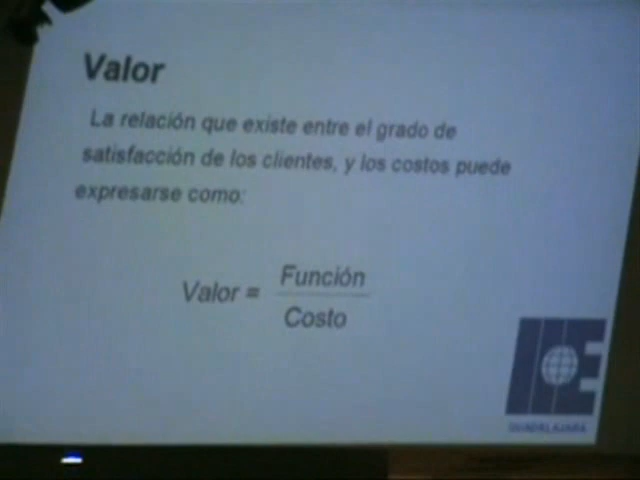 Valor
La relación que existe entre el grado de
satisfacción de los clientes, y los costos puede
expresarse como:
Valor = Función
Costo
GUADALAJARA